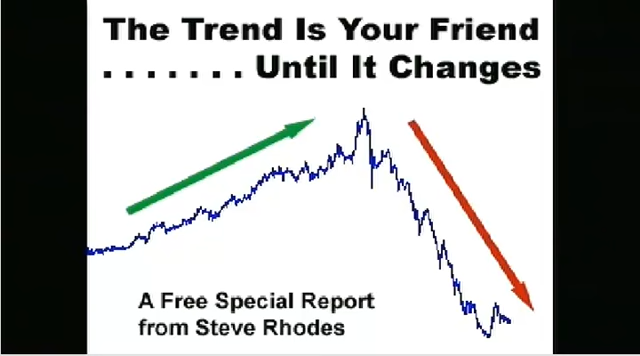 The Trend Is Your Friend
. . . . . . . Until It Changes
A Free Special Report
from Steve Rhodes